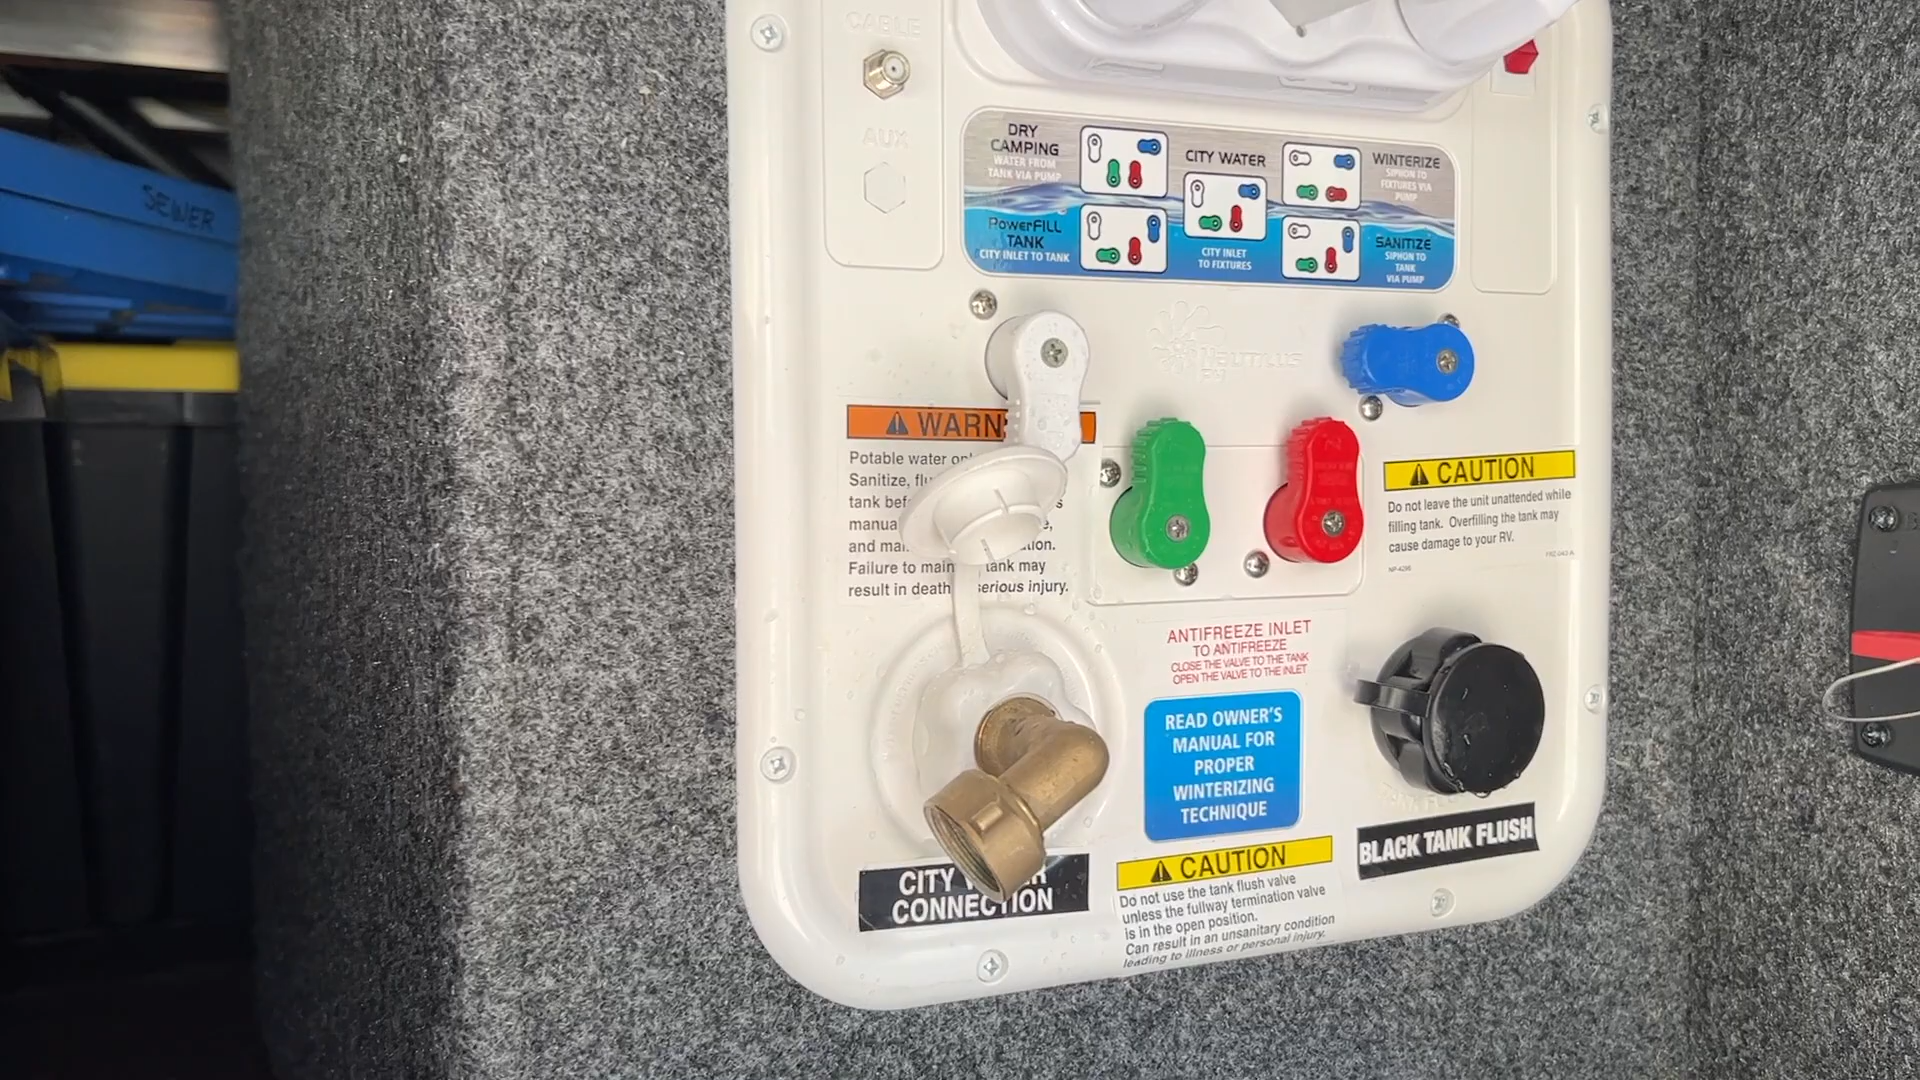 CABLE
AUX
SEWER
DRY
CAMPING
WATER FROM
TANK VIA PUMP
CITY WATER
WINTERIZE
SIPHON TO
FIXTURES VIA
PUMP
PowerFill
TANK
CITY INLET TO TANK
CITY INLET
TO FIXTURES
SANITIZE
SIPHON TO
TANK
VIA PUMP
NAUTILUS
WARN
Potable water
Sanitize,
tank
and
Failure to tank may
result in death serious injury.
CAUTION
Do not leave the unit unattended while
filling tank. Overfilling the tank may
cause damage to your RV.
ANTIFREEZE INLET
TO ANTIFREEZE
CLOSE THE VALVE TO THE TANK
OPEN THE VALVE TO THE INLET
READ OWNER'S
MANUAL FOR
PROPER
WINTERIZING
TECHNIQUE
CITY
CONNECTION
CAUTION
Do not use the tank flush valve
unless the fullway termination valve
is in the open position.
Can result in an unsanitary condition
leading to illness or personal injury.
BLACK TANK FLUSH